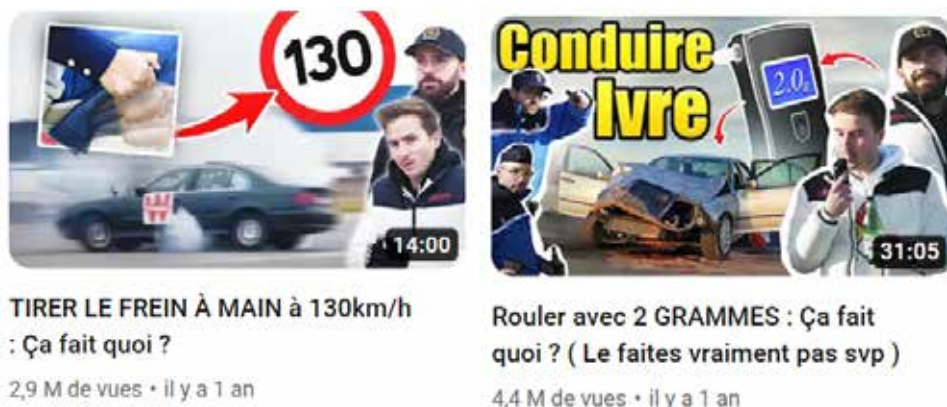 130
14:00
TIRER LE FREIN À MAIN à 130km/h
: Ça fait quoi ?
2,9 M de vues • il y a 1 an
Conduire
Ivre
2.0
31:05
Rouler avec 2 GRAMMES : Ça fait
quoi ? ( Le faites vraiment pas svp )
4,4 M de vues • il y a 1 an